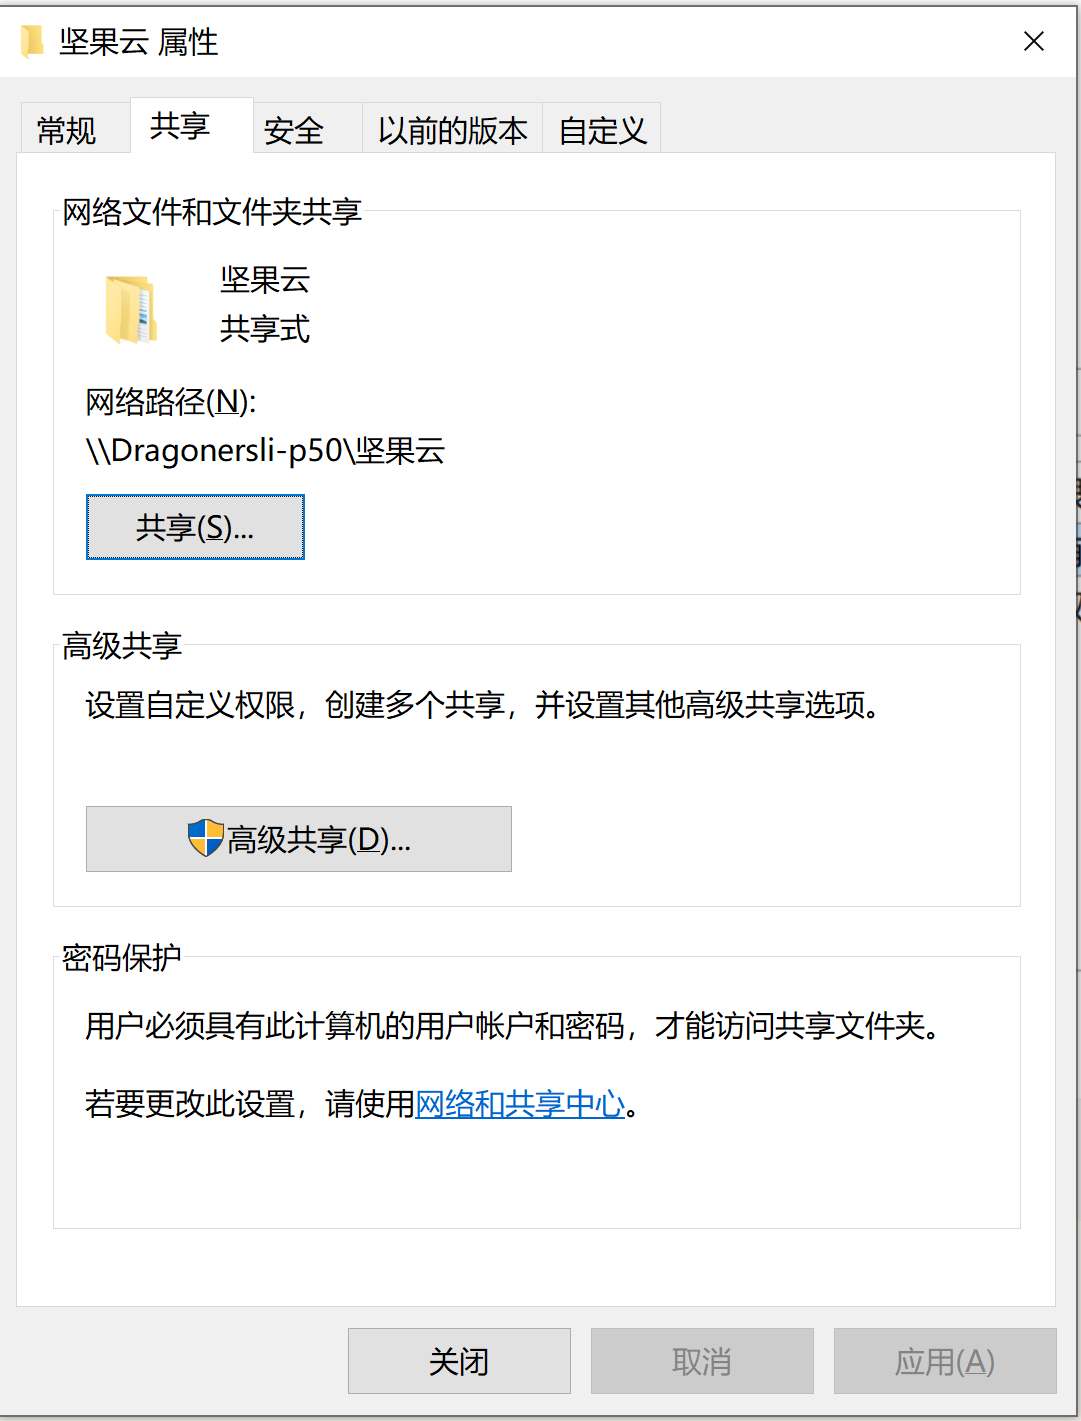 坚果云 属性
常规
共享
安全
以前的版本
自定义
网络文件和文件夹共享
坚果云
共享式
网络路径(N):
\\Dragonersli-p50\坚果云
共享(S)...
高级共享
设置自定义权限，创建多个共享，并设置其他高级共享选项。
高级共享(D)...
密码保护
用户必须具有此计算机的用户帐户和密码，才能访问共享文件夹。
若要更改此设置，请使用网络和共享中心。
关闭
取消
应用(A)